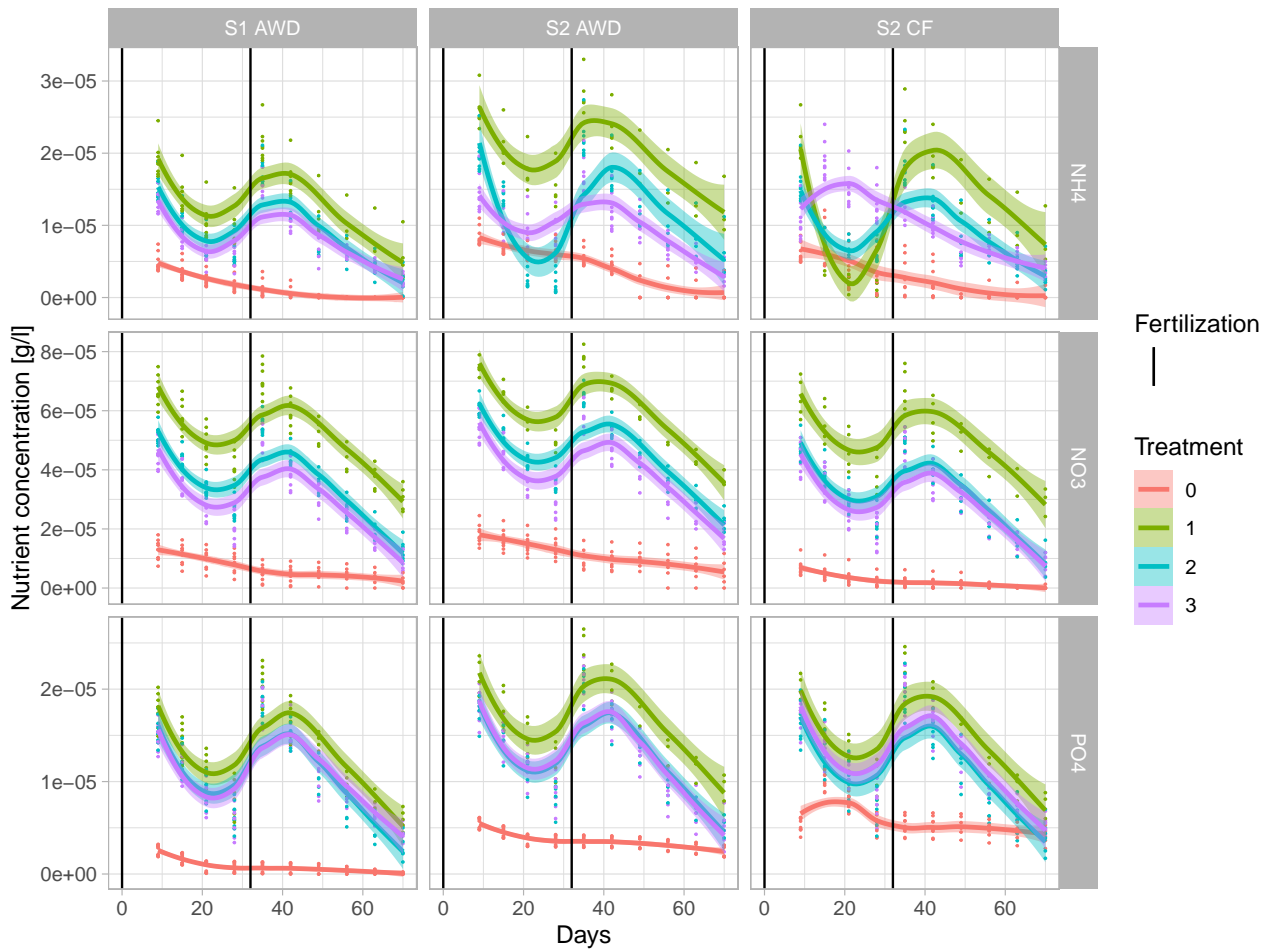 S1 AWD
S2 AWD
S2 CF
3e−05
2e−05
1e−05
0e+00
NH4
8e−05
6e−05
4e−05
2e−05
0e+00
NO3
2e−05
1e−05
0e+00
PO4
0 20 40 60
0 20 40 60
0 20 40 60
Days
Nutrient concentration [g/l]
Fertilization
Treatment
0
1
2
3